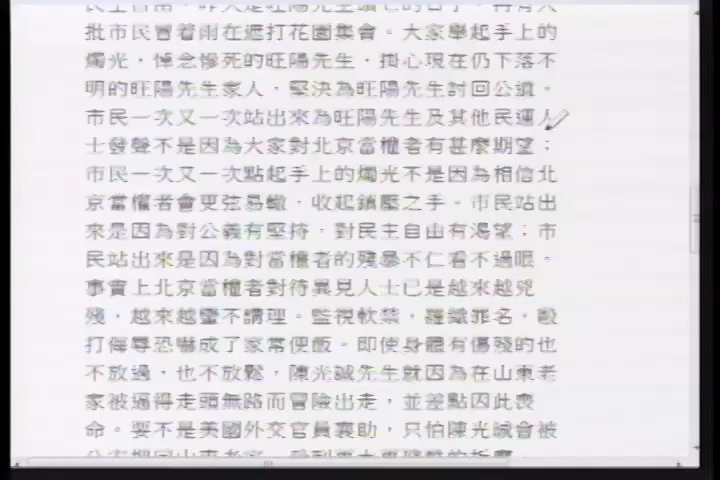 批市民冒着雨在遮打花園集會。大家舉起手上的
燭光，悼念慘死的旺陽先生，掛心現在仍下落不
明的旺陽先生家人，堅決為旺陽先生討回公道。
市民一次又一次站出來為旺陽先生及其他民運人
士發聲不是因為大家對北京當權者有甚麼期望；
市民一次又一次點起手上的燭光不是因為相信北
京當權者會更弦易轍，收起鎮壓之手。市民站出
來是因為對公義有堅持，對民主自由有渴望；市
民站出來是因為對當權者的殘暴不仁看不過眼。
事實上北京當權者對待異見人士已是越來越兇
殘，越來越蠻不講理。監視軟禁，羅織罪名，毆
打侮辱恐嚇成了家常便飯。即使身體有傷殘的也
不放過，也不放鬆，陳光誠先生就因為在山東老
家被逼得走頭無路而冒險出走，並差點因此喪
命。要不是美國外交官員襄助，只怕陳光誠會被